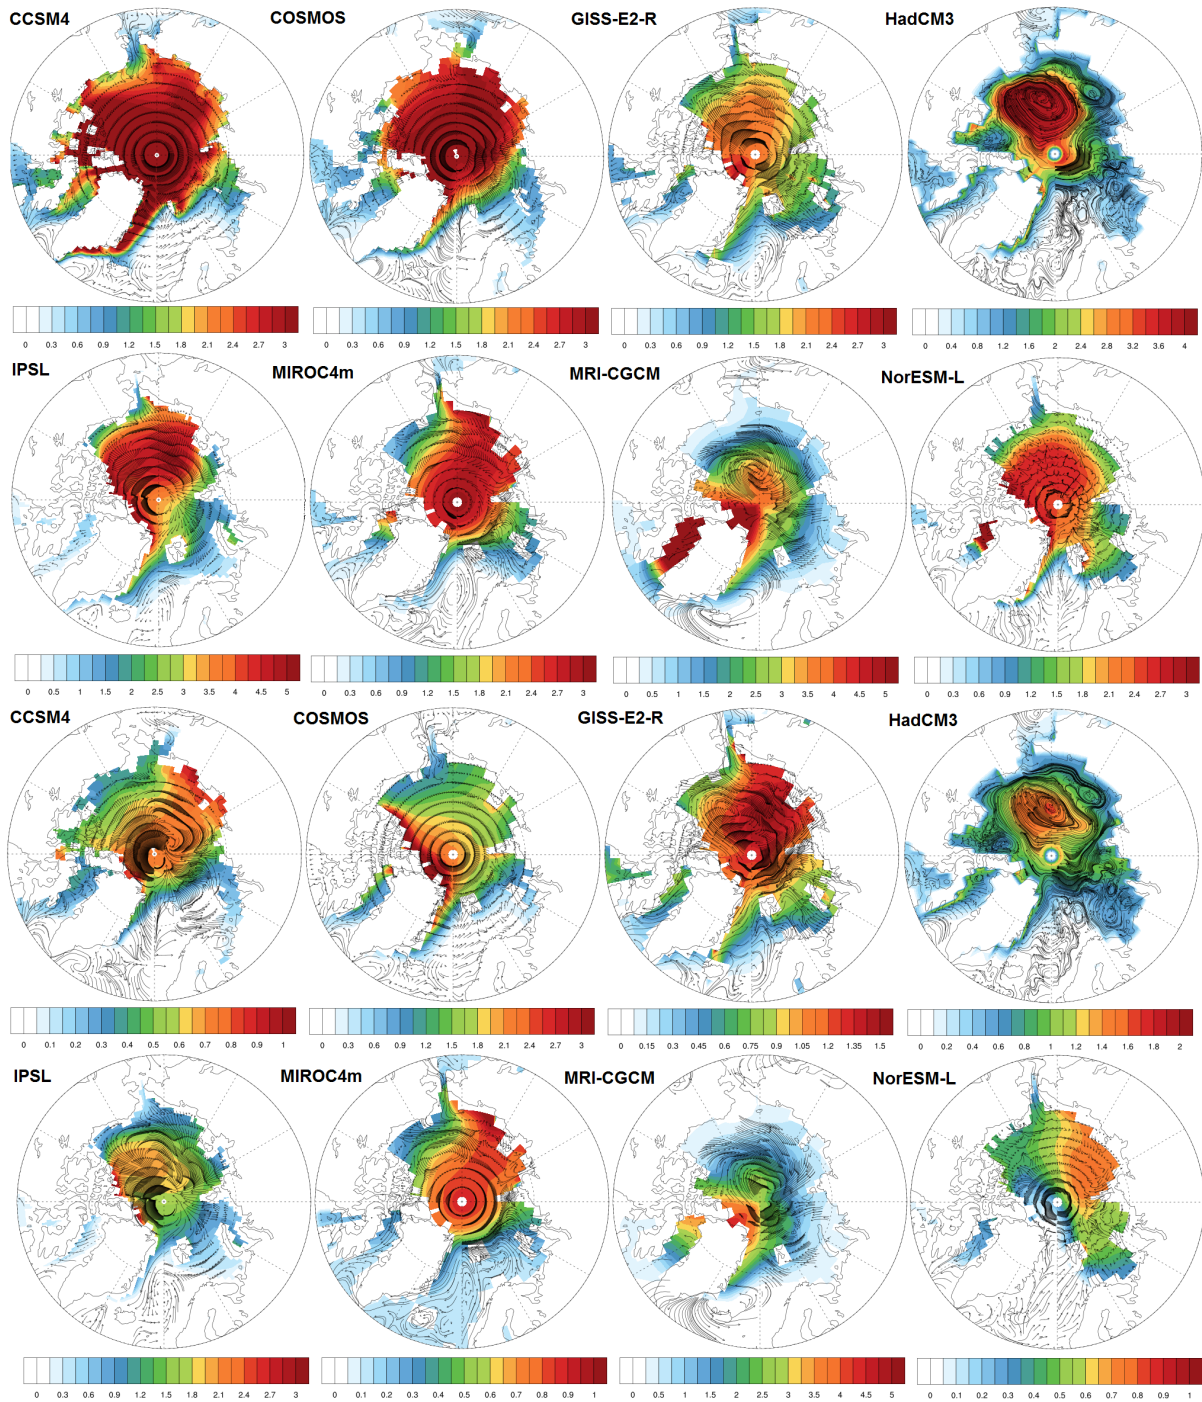 CCSM4 COSMOS GISS-E2-R HadCM3
0 0.3 0.6 0.9 1.2 1.5 1.8 2.1 2.4 2.7 3
0 0.3 0.6 0.9 1.2 1.5 1.8 2.1 2.4 2.7 3
0 0.3 0.6 0.9 1.2 1.5 1.8 2.1 2.4 2.7 3
0 0.4 0.8 1.2 1.6 2 2.4 2.8 3.2 3.6 4
IPSL MIROC4m MRI-CGCM NorESM-L
0 0.5 1 1.5 2 2.5 3 3.5 4 4.5 5
0 0.3 0.6 0.9 1.2 1.5 1.8 2.1 2.4 2.7 3
0 0.5 1 1.5 2 2.5 3 3.5 4 4.5 5
0 0.3 0.6 0.9 1.2 1.5 1.8 2.1 2.4 2.7 3
CCSM4 COSMOS GISS-E2-R HadCM3
0 0.1 0.2 0.3 0.4 0.5 0.6 0.7 0.8 0.9 1
0 0.3 0.6 0.9 1.2 1.5 1.8 2.1 2.4 2.7 3
0 0.15 0.3 0.45 0.6 0.75 0.9 1.05 1.2 1.35 1.5
0 0.2 0.4 0.6 0.8 1 1.2 1.4 1.6 1.8 2
IPSL MIROC4m MRI-CGCM NorESM-L
0 0.3 0.6 0.9 1.2 1.5 1.8 2.1 2.4 2.7 3
0 0.1 0.2 0.3 0.4 0.5 0.6 0.7 0.8 0.9 1
0 0.5 1 1.5 2 2.5 3 3.5 4 4.5 5
0 0.1 0.2 0.3 0.4 0.5 0.6 0.7 0.8 0.9 1